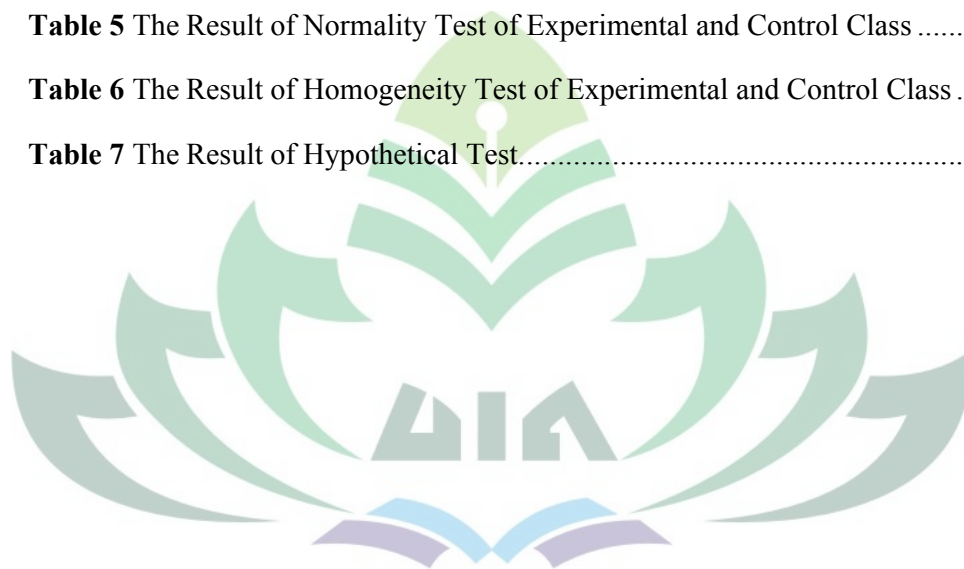 Table 5 The Result of Normality Test of Experimental and Control Class ......
Table 6 The Result of Homogeneity Test of Experimental and Control Class .
Table 7 The Result of Hypothetical Test..............................................................
UIN